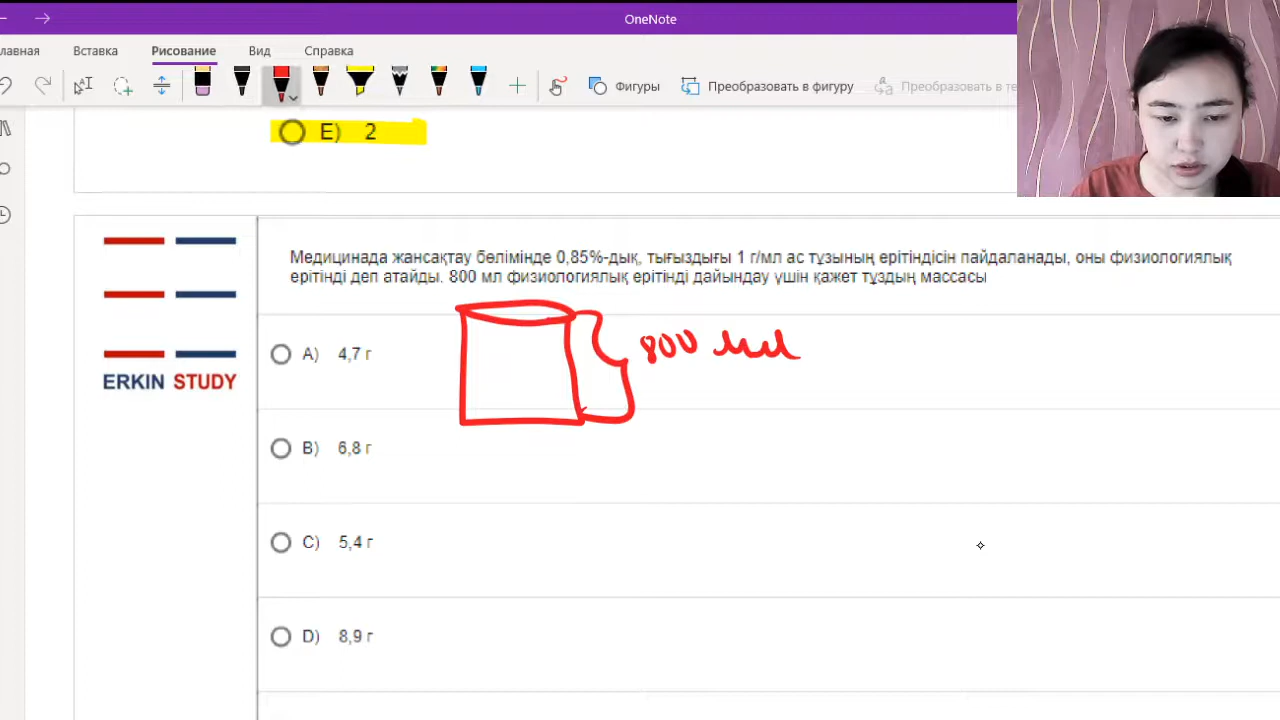 OneNote
лавная Вставка Рисование Вид Справка
Фигуры Преобразовать в фигуру Преобразовать в те
E) 2
Медицинада жансақтау бөлімінде 0,85%-дық, тығыздығы 1 г/мл ас тұзының ерітіндісін пайдаланады, оны физиологиялық
ерітінді деп атайды. 800 мл физиологиялық ерітінді дайындау үшін қажет тұздың массасы
800 мл
A) 4,7 г
ERKIN STUDY
B) 6,8 г
C) 5,4 г
D) 8,9 г